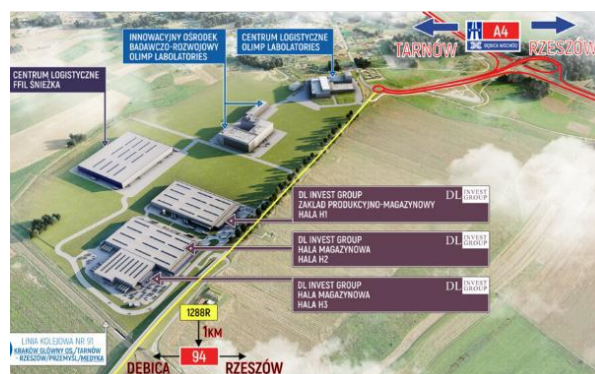 INNOWACYJNY OŚRODEK
BADAWCZO-ROZWOJOWY
OLIMP LABOLATORIES
CENTRUM LOGISTYCZNE
OLIMP LABOLATORIES
A4
DĘBICA WSCHÓD
TARNÓW
RZESZÓW
CENTRUM LOGISTYCZNE
FFIL ŚNIEŻKA
DL INVEST GROUP
ZAKŁAD PRODUKCYJNO-MAGAZYNOWY
HALA H1
DL INVEST
GROUP
DL INVEST GROUP
HALA MAGAZYNOWA
HALA H2
DL INVEST
GROUP
DL INVEST GROUP
HALA MAGAZYNOWA
HALA H3
DL INVEST
GROUP
1288R
1KM
94
DĘBICA
RZESZÓW
LINIA KOLEJOWA NR 91
KRAKÓW GŁÓWNY OS./TARNÓW
- RZESZÓW/PRZEMYŚL/MEDYKA